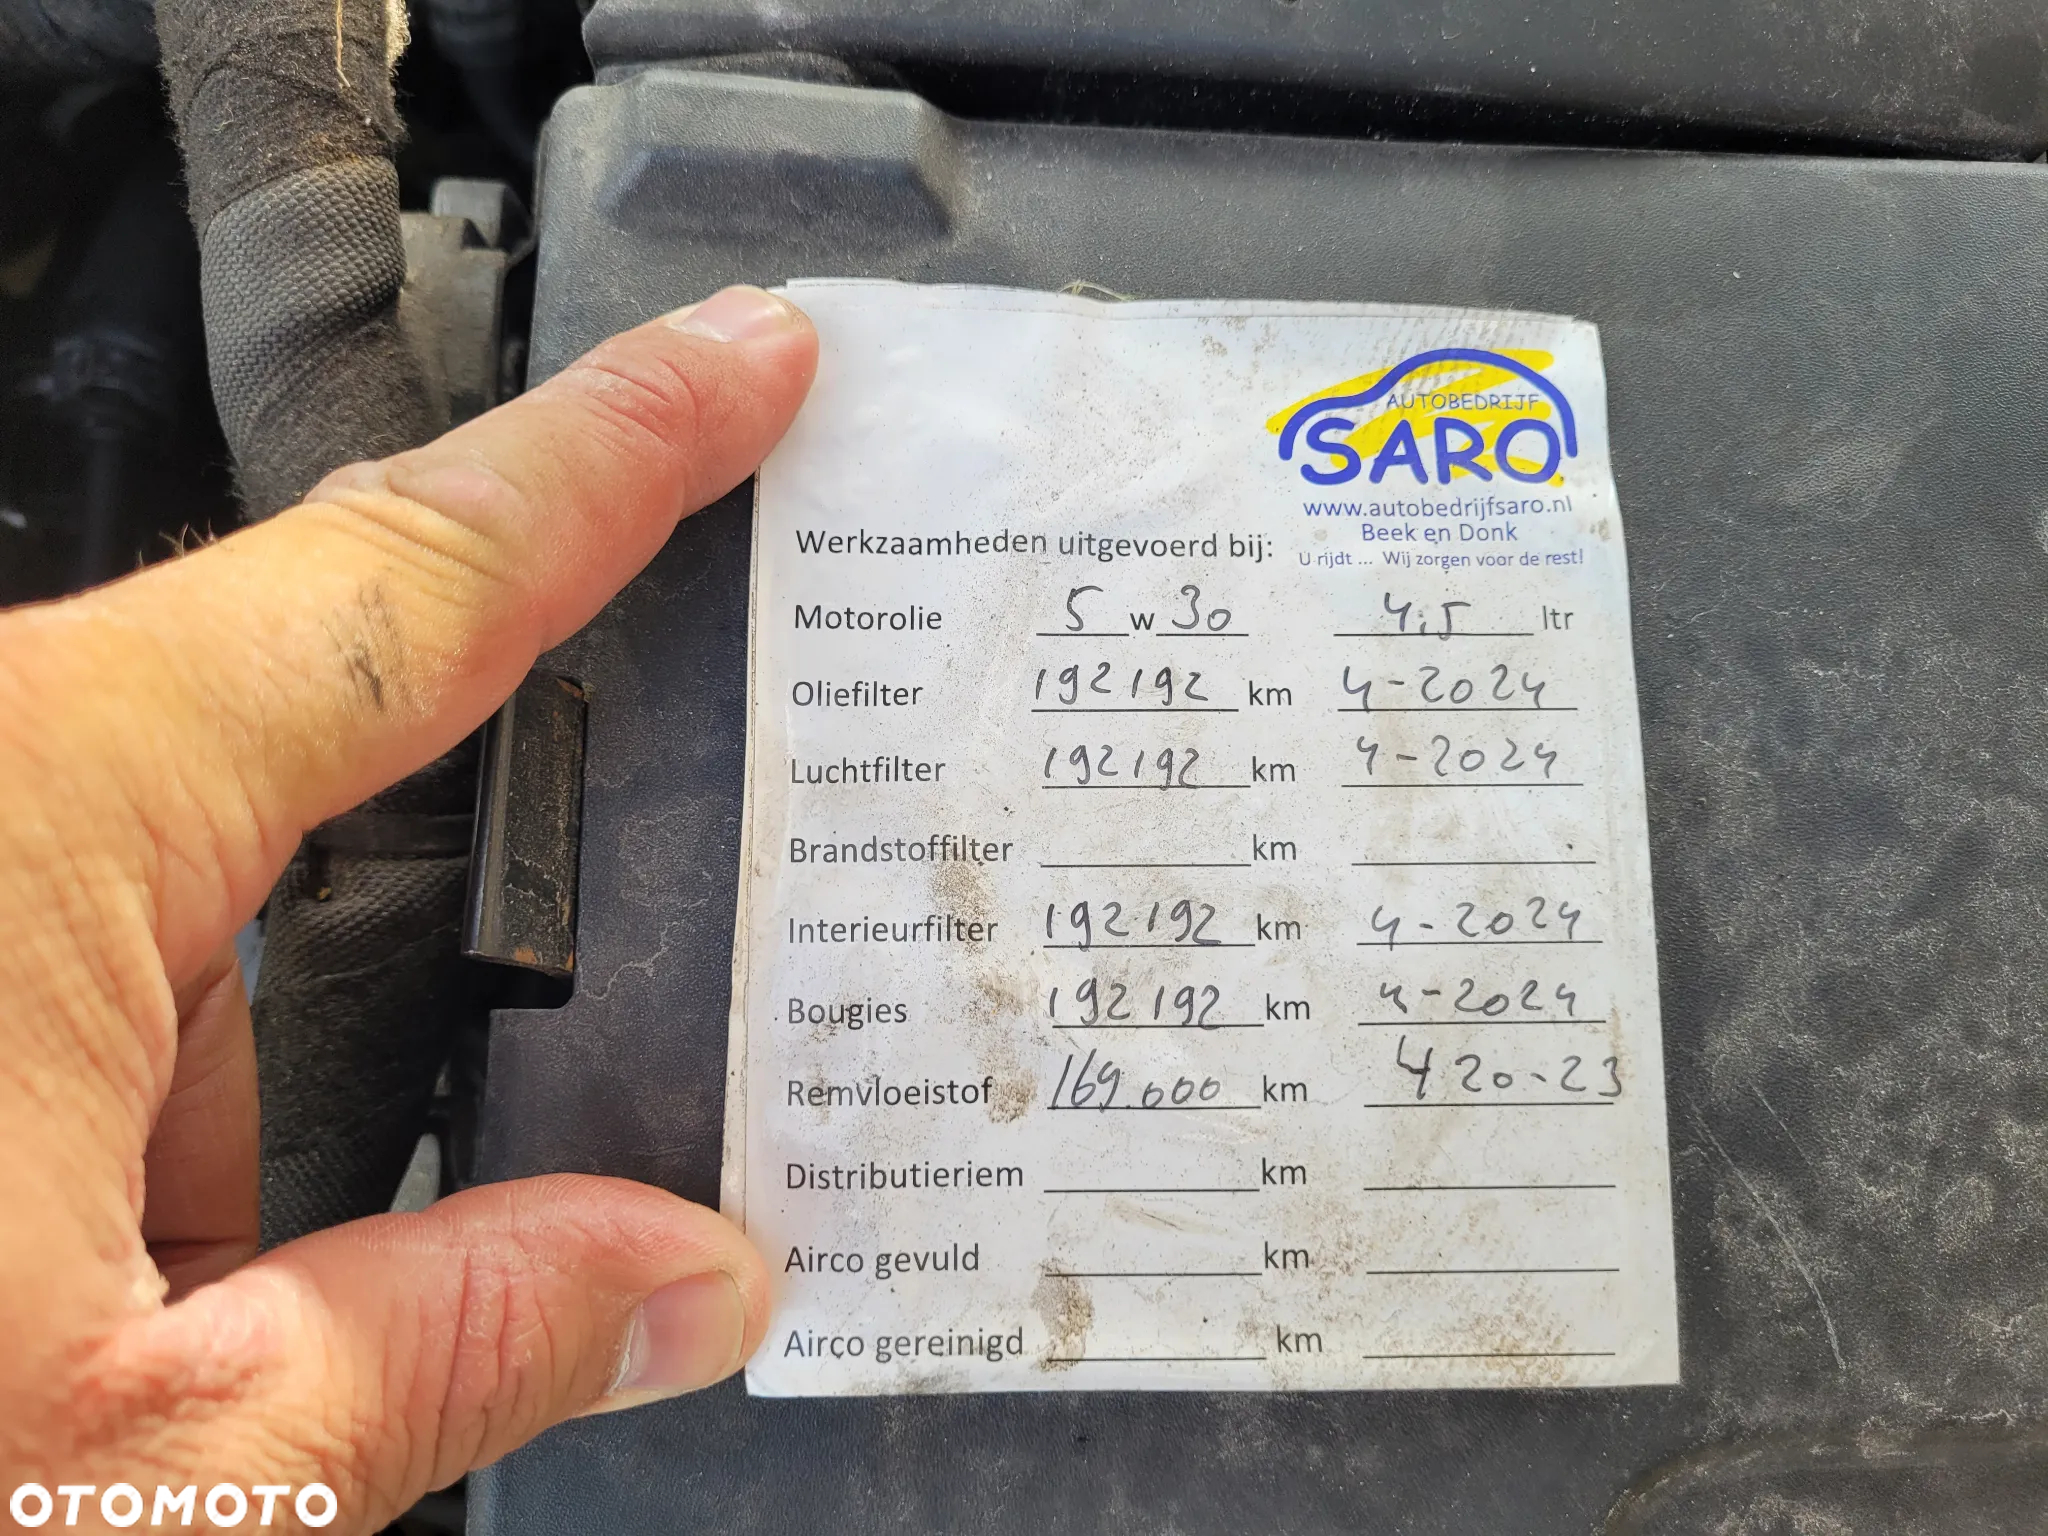 AUTOBEDRIJF
SARO
www.autobedrijfsaro.nl
Beek en Donk
U rijdt ... Wij zorgen voor de rest!
Werkzaamheden uitgevoerd bij:
Motorolie 5 w 30 4,5 ltr
Oliefilter 192192 km 4-2024
Luchtfilter 192192 km 4-2024
Brandstoffilter km
Interieurfilter 192192 km 4-2024
Bougies 192192 km 4-2024
Remvloeistof 169.000 km 4 20-23
Distributieriem km
Airco gevuld km
Airco gereinigd km
OTOMOTO